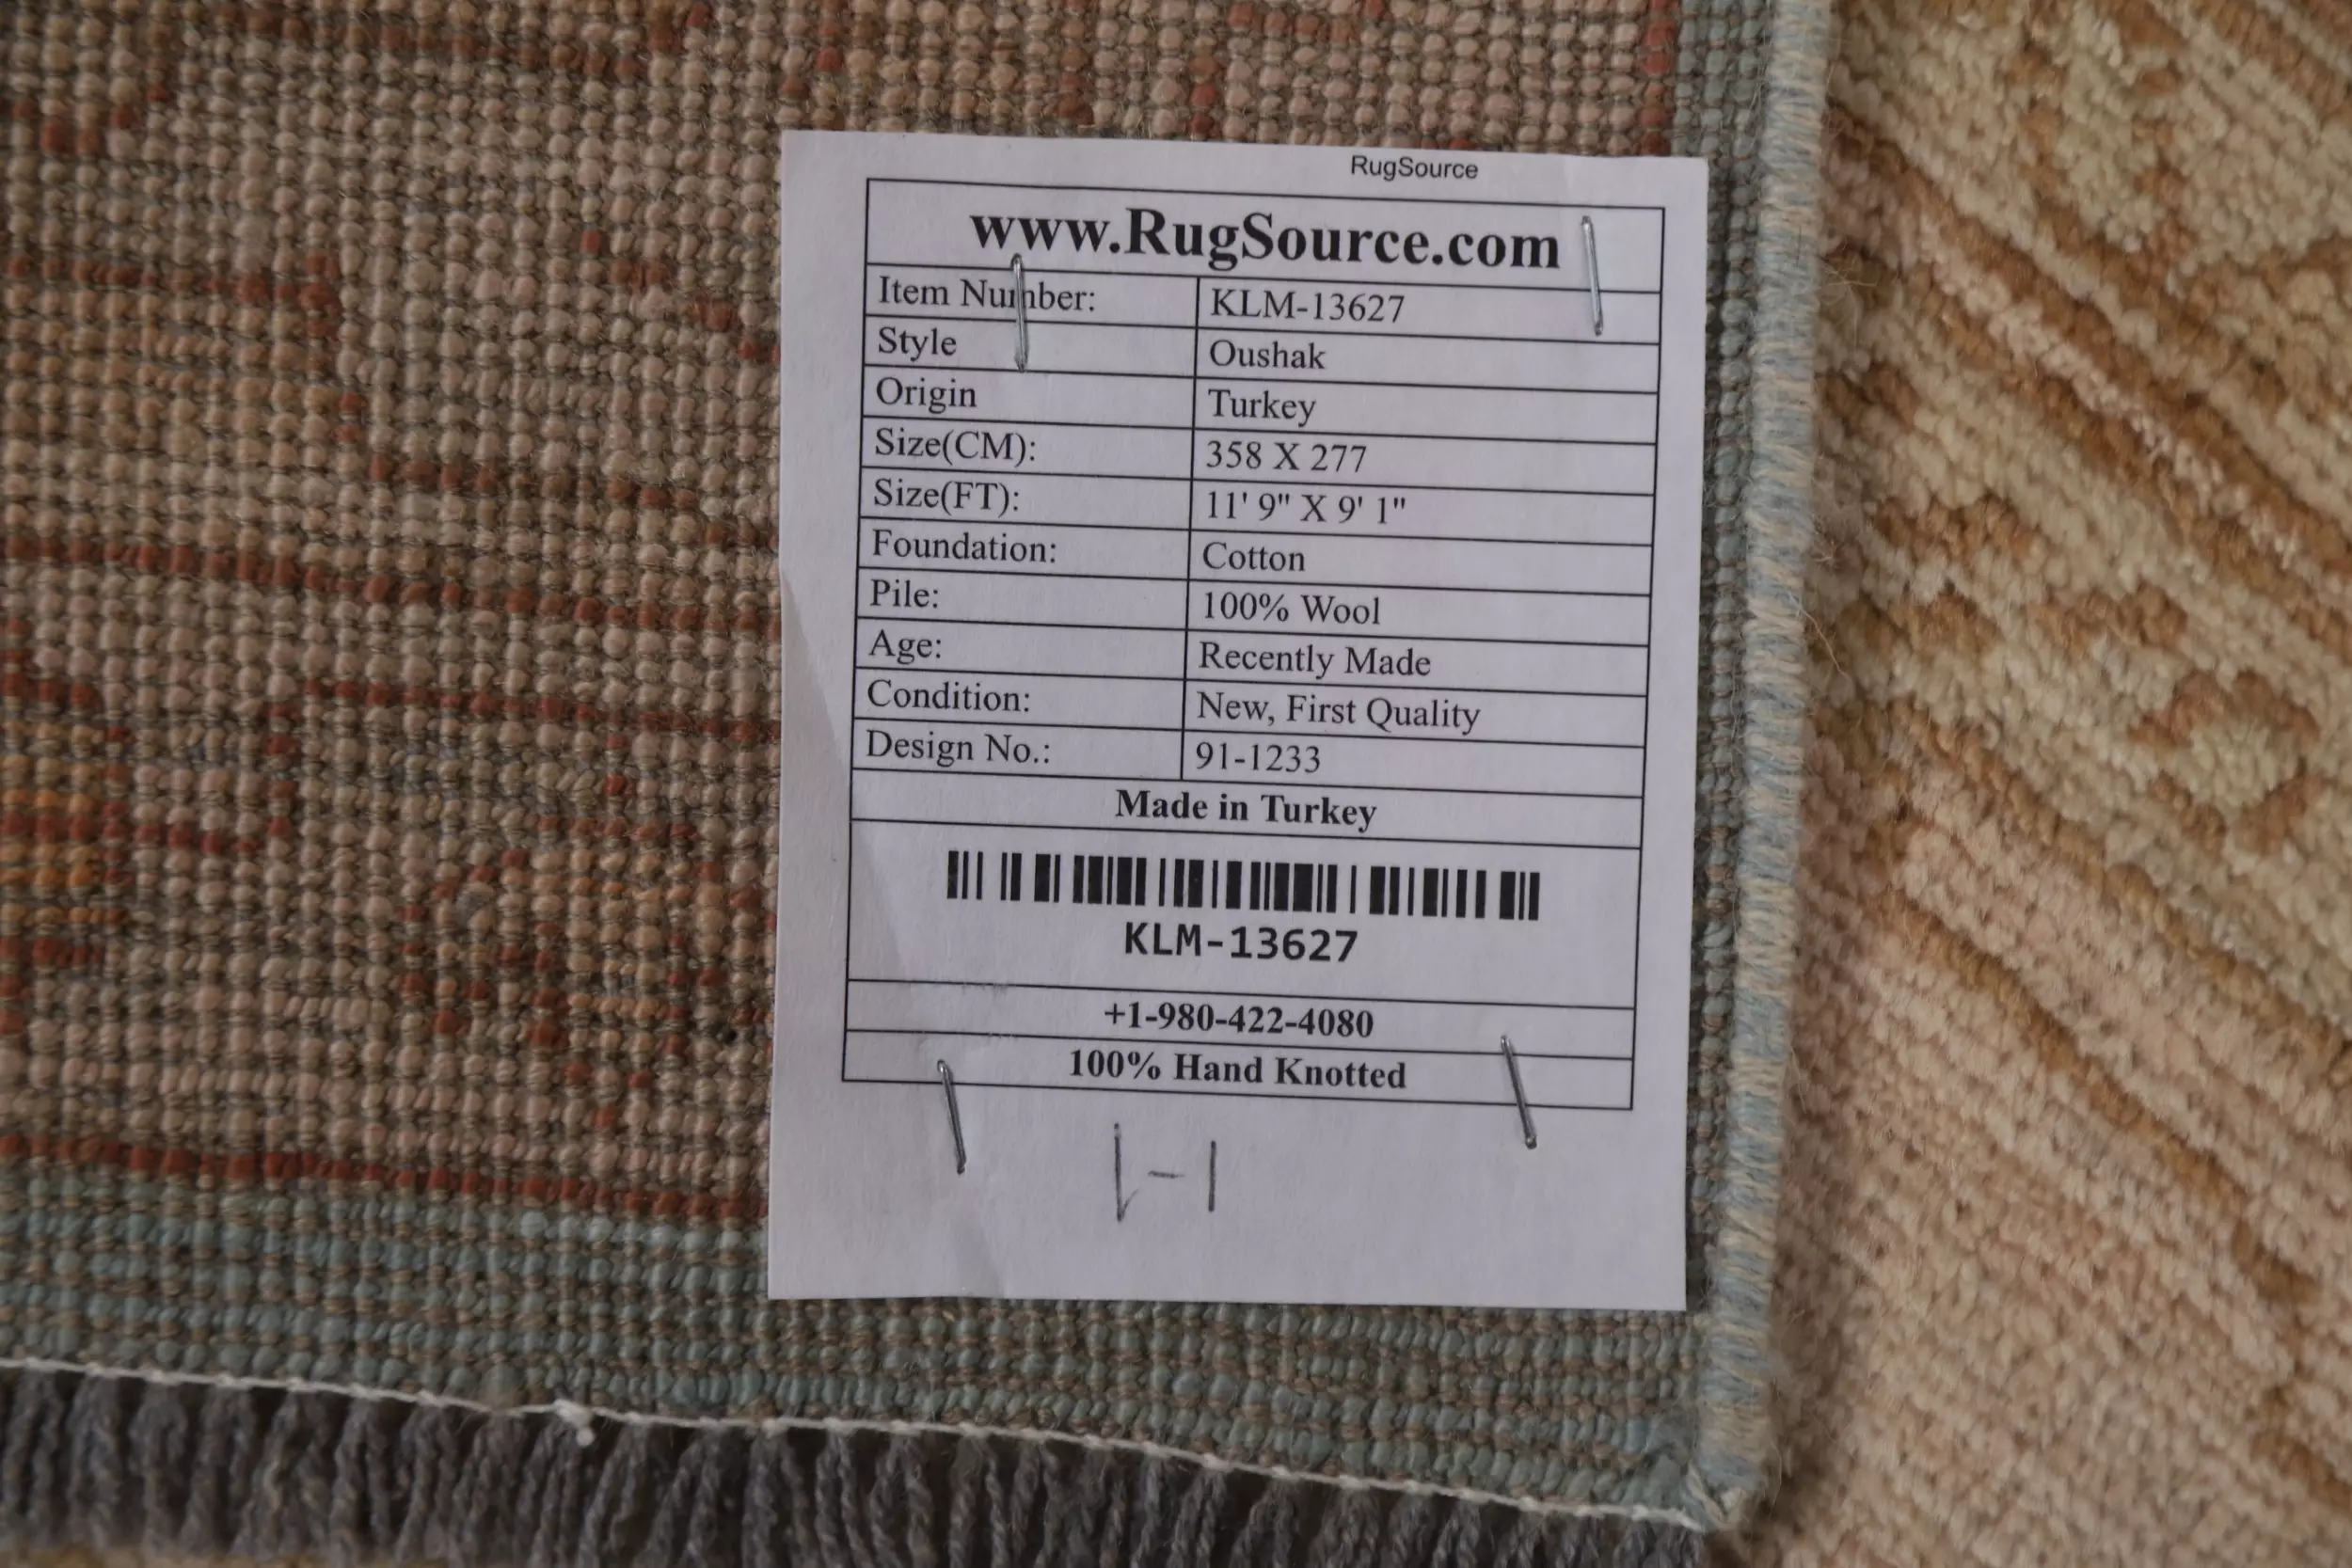 RugSource
www.RugSource.com
Item Number: KLM-13627
Style Oushak
Origin Turkey
Size(CM): 358 X 277
Size(FT): 11' 9" X 9' 1"
Foundation: Cotton
Pile: 100% Wool
Age: Recently Made
Condition: New, First Quality
Design No.: 91-1233
Made in Turkey
KLM-13627
+1-980-422-4080
100% Hand Knotted
1-1